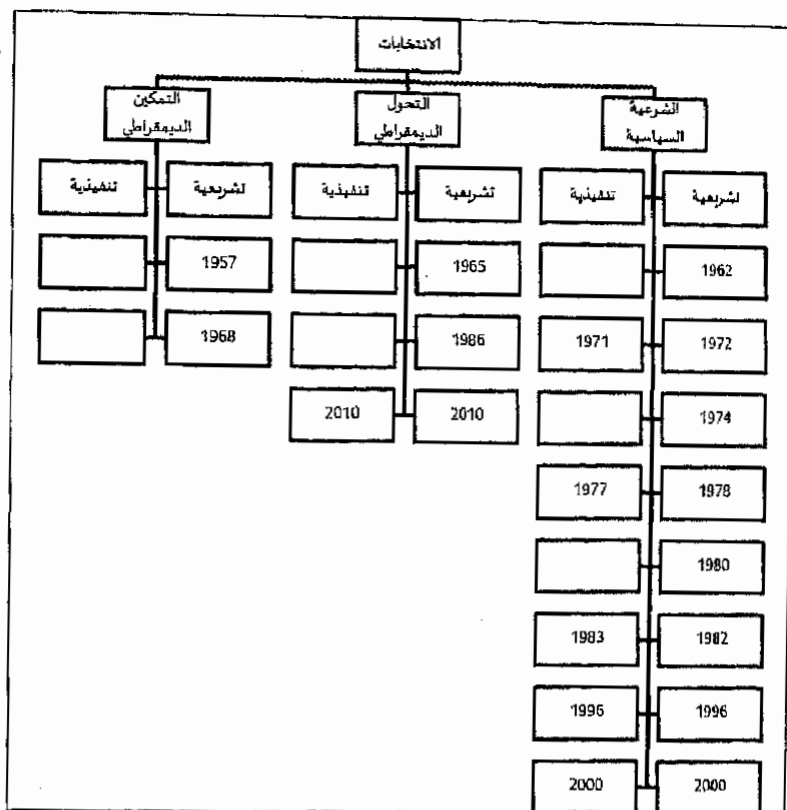 الانتخابات
الشرعية
السياسية
التحول
الديمقراطي
التمكين
الديمقراطي
تشريعية
تنفيذية
تشريعية
تنفيذية
تشريعية
تنفيذية
1962
1965
1957
1972
1971
1986
1968
1974
2010
2010
1978
1977
1980
1982
1983
1996
1996
2000
2000